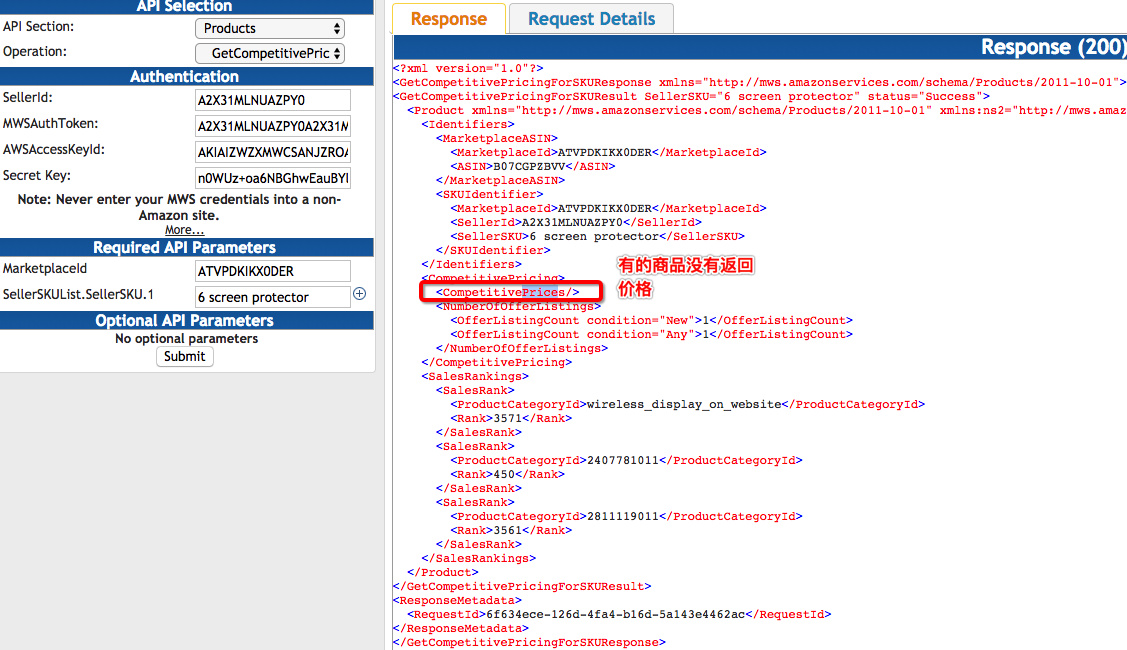 API Selection
API Section:
Products
Operation:
GetCompetitivePric
Authentication
SellerId:
A2X31MLNUAZPY0
MWSAuthToken:
A2X31MLNUAZPY0A2X31M
AWSAccessKeyId:
AKIAIZWZXMWCSANJZROA
Secret Key:
n0WUz+oa6NBGhwEauBYI
Note: Never enter your MWS credentials into a non-
Amazon site.
More...
Required API Parameters
MarketplaceId
ATVPDKIKX0DER
SellerSKUList.SellerSKU.1
6 screen protector
Optional API Parameters
No optional parameters
Submit
Response
Request Details
Response (200)
<?xml version="1.0"?>
<GetCompetitivePricingForSKUResponse xmlns="http://mws.amazonservices.com/schema/Products/2011-10-01">
<GetCompetitivePricingForSKUResult SellerSKU="6 screen protector" status="Success">
<Product xmlns="http://mws.amazonservices.com/schema/Products/2011-10-01" xmlns:ns2="http://mws.amaz
<Identifiers>
<MarketplaceASIN>
<MarketplaceId>ATVPDKIKX0DER</MarketplaceId>
<ASIN>B07CGPZBVV</ASIN>
</MarketplaceASIN>
<SKUIdentifier>
<MarketplaceId>ATVPDKIKX0DER</MarketplaceId>
<SellerId>A2X31MLNUAZPY0</SellerId>
<SellerSKU>6 screen protector</SellerSKU>
</SKUIdentifier>
</Identifiers>
<CompetitivePricing>
<CompetitivePrices/>
有的商品没有返回
价格
<NumberOfOfferListings>
<OfferListingCount condition="New">1</OfferListingCount>
<OfferListingCount condition="Any">1</OfferListingCount>
</NumberOfOfferListings>
</CompetitivePricing>
<SalesRankings>
<SalesRank>
<ProductCategoryId>wireless_display_on_website</ProductCategoryId>
<Rank>3571</Rank>
</SalesRank>
<SalesRank>
<ProductCategoryId>2407781011</ProductCategoryId>
<Rank>450</Rank>
</SalesRank>
<SalesRank>
<ProductCategoryId>2811119011</ProductCategoryId>
<Rank>3561</Rank>
</SalesRank>
</SalesRankings>
</Product>
</GetCompetitivePricingForSKUResult>
<ResponseMetadata>
<RequestId>6f634ece-126d-4fa4-b16d-5a143e4462ac</RequestId>
</ResponseMetadata>
</GetCompetitivePricingForSKUResponse>